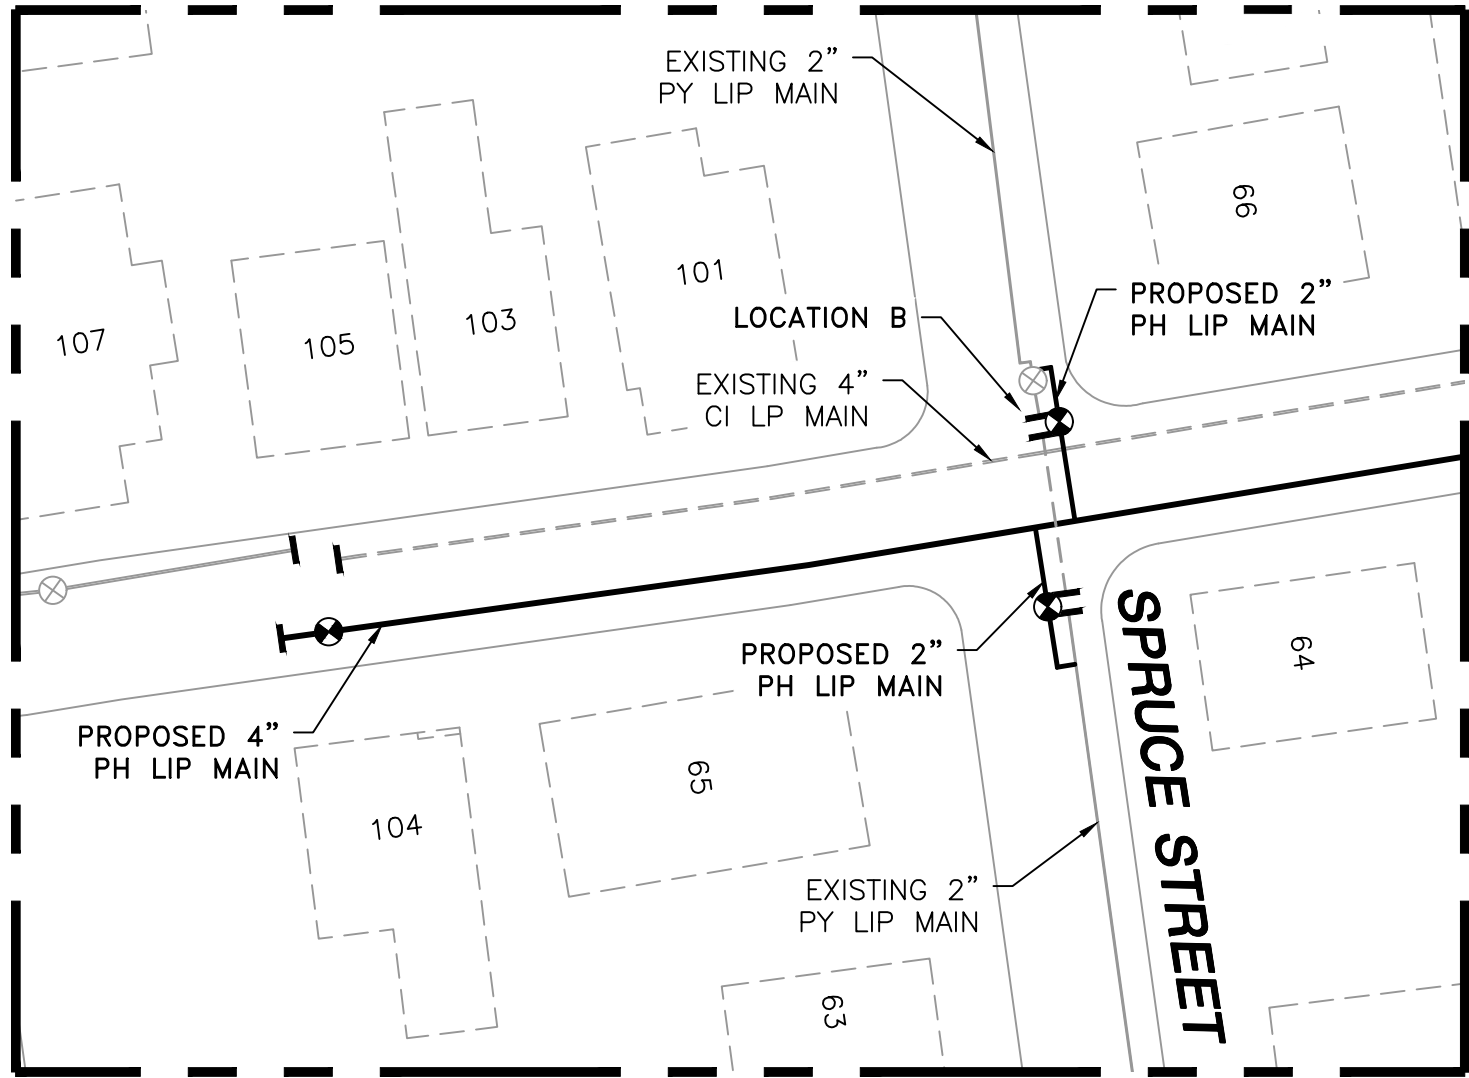 EXISTING 2”
PY LIP MAIN
66
101
PROPOSED 2”
PH LIP MAIN
LOCATION B
103
105
107
EXISTING 4”
CI LP MAIN
PROPOSED 2”
PH LIP MAIN
64
SPRUCE STREET
PROPOSED 4”
PH LIP MAIN
65
104
EXISTING 2”
PY LIP MAIN
63